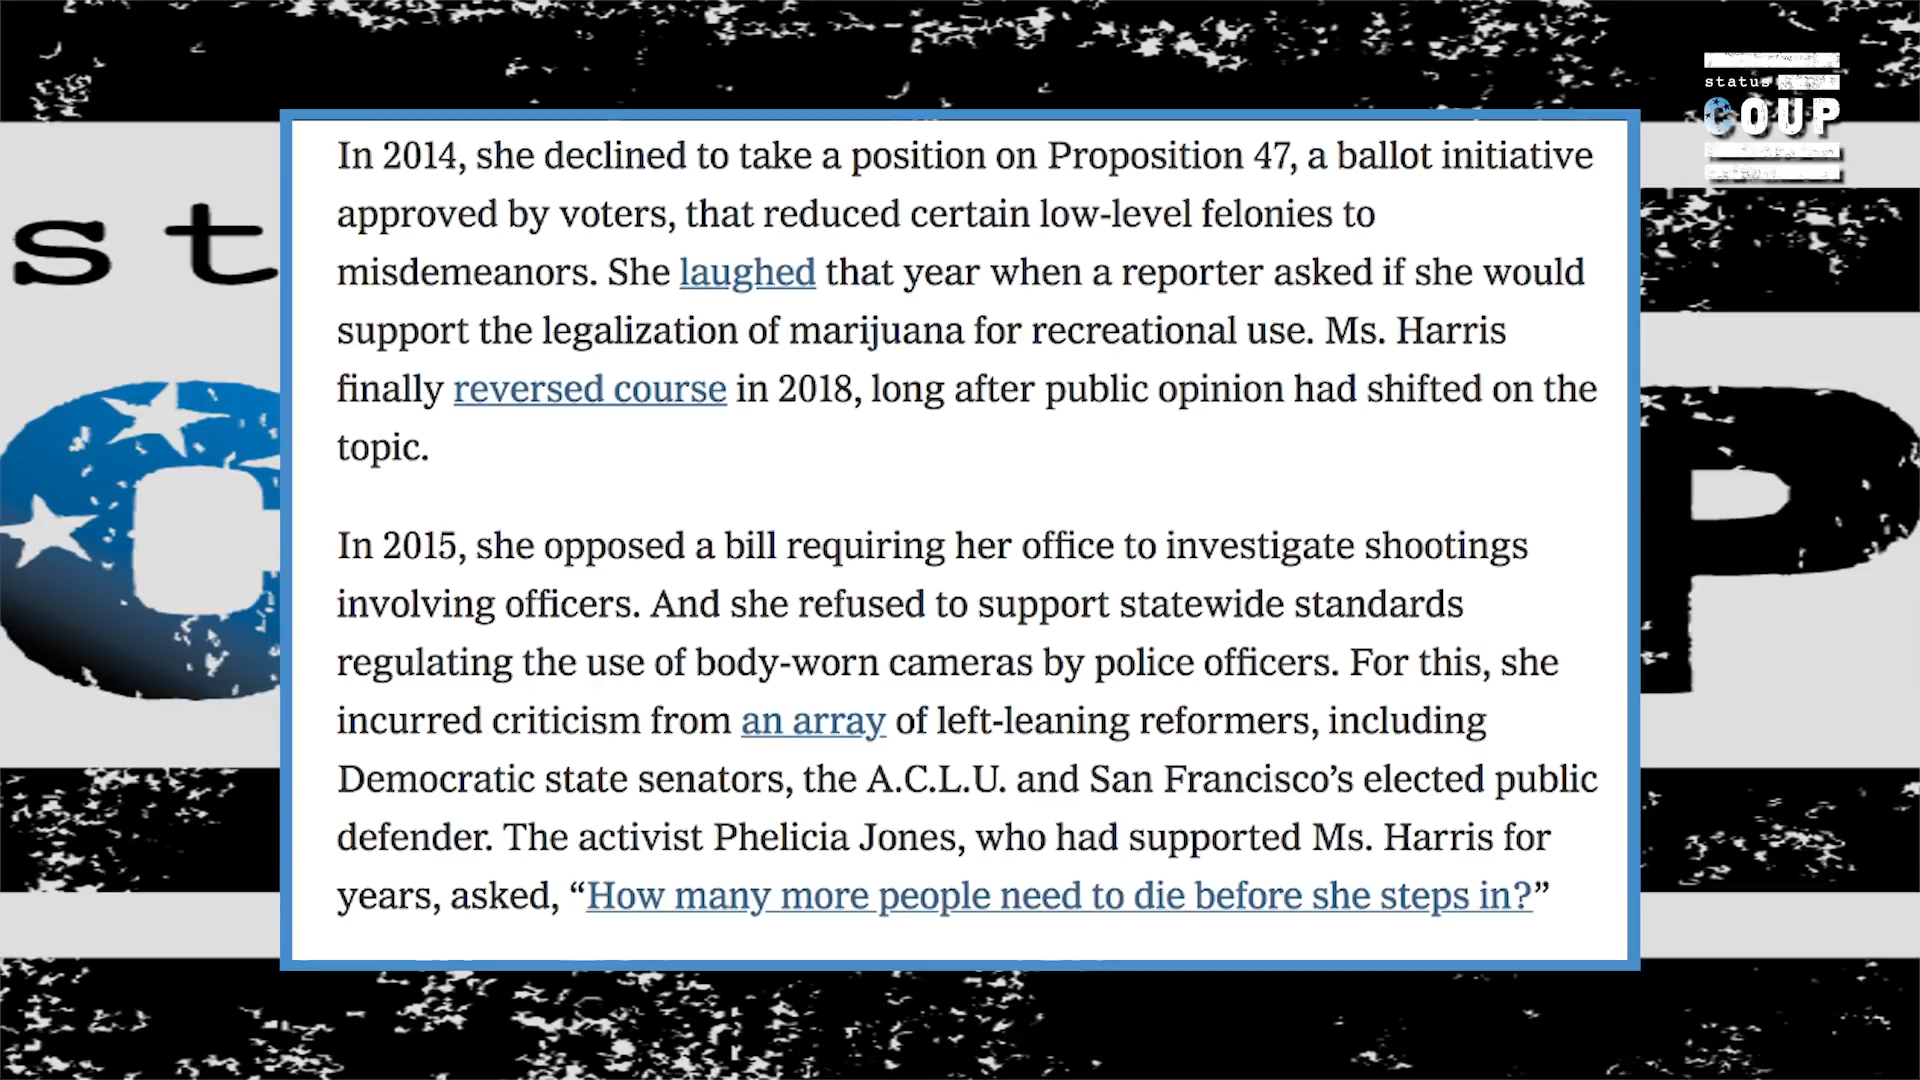 status
COUP
st
C
P
In 2014, she declined to take a position on Proposition 47, a ballot initiative
approved by voters, that reduced certain low-level felonies to
misdemeanors. She laughed that year when a reporter asked if she would
support the legalization of marijuana for recreational use. Ms. Harris
finally reversed course in 2018, long after public opinion had shifted on the
topic.
In 2015, she opposed a bill requiring her office to investigate shootings
involving officers. And she refused to support statewide standards
regulating the use of body-worn cameras by police officers. For this, she
incurred criticism from an array of left-leaning reformers, including
Democratic state senators, the A.C.L.U. and San Francisco’s elected public
defender. The activist Phelicia Jones, who had supported Ms. Harris for
years, asked, “How many more people need to die before she steps in?”